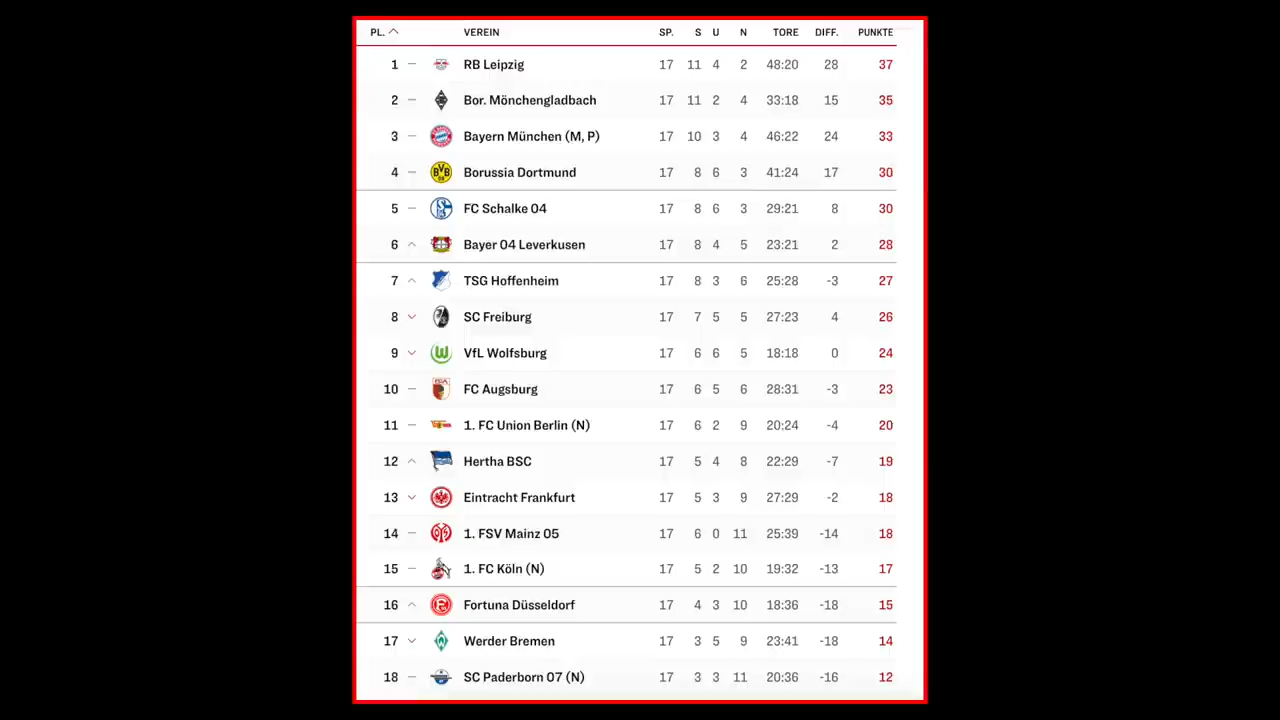 PL. VEREIN SP. S U N TORE DIFF. PUNKTE
1 RB Leipzig 17 11 4 2 48:20 28 37
2 Bor. Mönchengladbach 17 11 2 4 33:18 15 35
3 Bayern München (M, P) 17 10 3 4 46:22 24 33
4 Borussia Dortmund 17 8 6 3 41:24 17 30
5 FC Schalke 04 17 8 6 3 29:21 8 30
6 Bayer 04 Leverkusen 17 8 4 5 23:21 2 28
7 TSG Hoffenheim 17 8 3 6 25:28 -3 27
8 SC Freiburg 17 7 5 5 27:23 4 26
9 VfL Wolfsburg 17 6 6 5 18:18 0 24
10 FC Augsburg 17 6 5 6 28:31 -3 23
11 1. FC Union Berlin (N) 17 6 2 9 20:24 -4 20
12 Hertha BSC 17 5 4 8 22:29 -7 19
13 Eintracht Frankfurt 17 5 3 9 27:29 -2 18
14 1. FSV Mainz 05 17 6 0 11 25:39 -14 18
15 1. FC Köln (N) 17 5 2 10 19:32 -13 17
16 Fortuna Düsseldorf 17 4 3 10 18:36 -18 15
17 Werder Bremen 17 3 5 9 23:41 -18 14
18 SC Paderborn 07 (N) 17 3 3 11 20:36 -16 12